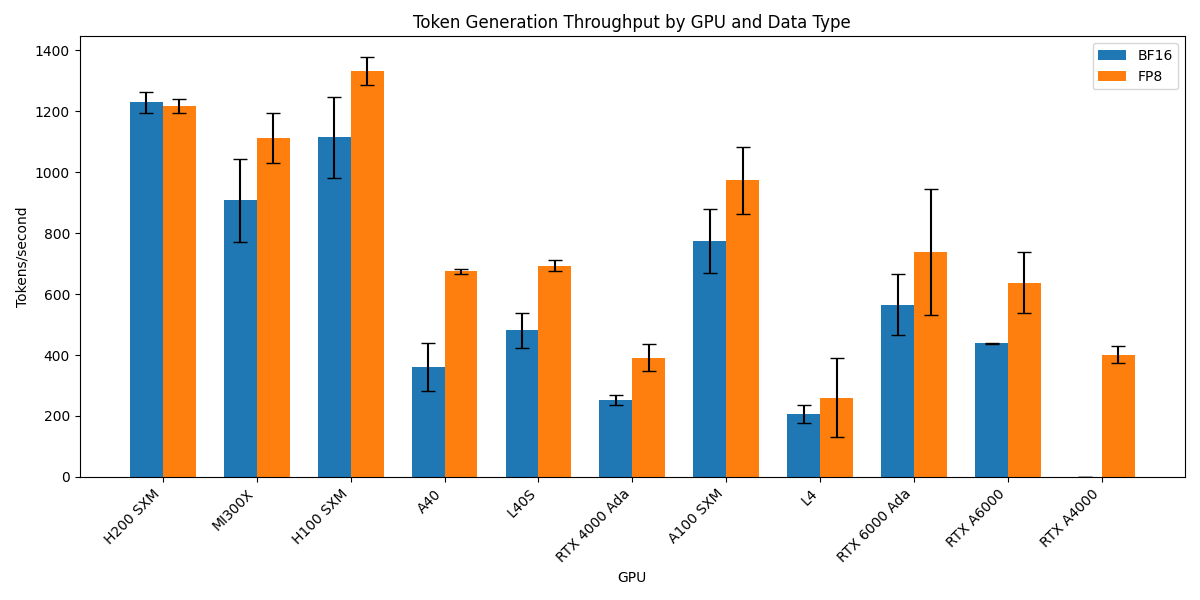 Token Generation Throughput by GPU and Data Type
BF16
FP8
Tokens/second
1400
1200
1000
800
600
400
200
0
H200 SXM
MI300X
H100 SXM
A40
L40S
RTX 4000 Ada
A100 SXM
L4
RTX 6000 Ada
RTX A6000
RTX A4000
GPU